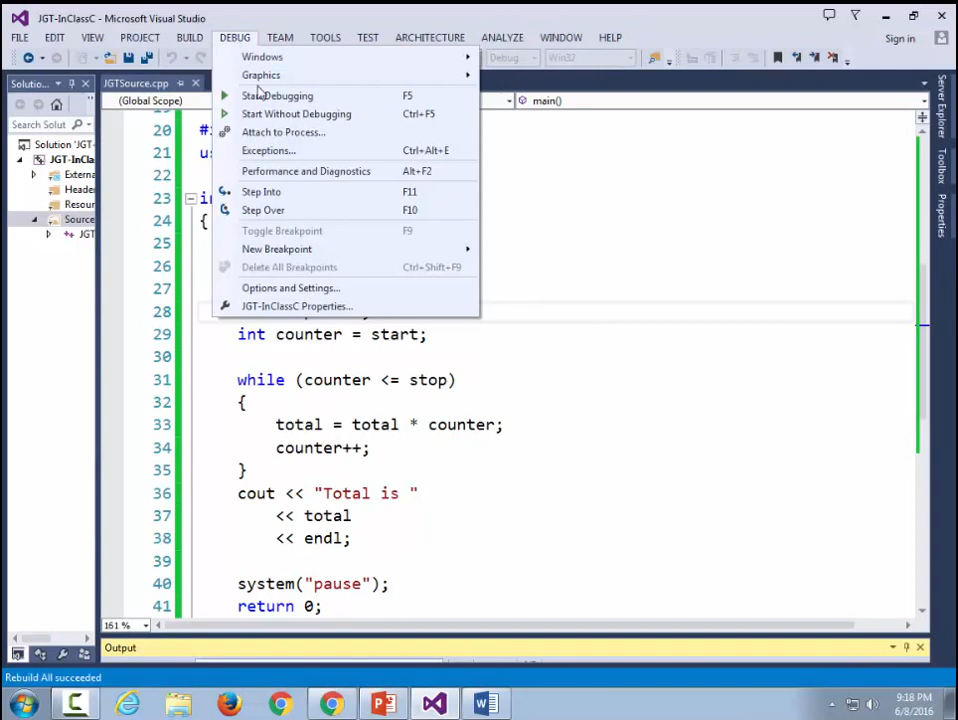 JGT-InClassC - Microsoft Visual Studio
FILE EDIT VIEW PROJECT BUILD DEBUG TEAM TOOLS TEST ARCHITECTURE ANALYZE WINDOW HELP
Sign in
Debug Win32
Solutio...
JGTSource.cpp
(Global Scope)
main()
Search Solut
Solution 'JGT-
JGT-InClass
Externa
Header
Resour
Source
JGT
Windows
Graphics
Start Debugging F5
Start Without Debugging Ctrl+F5
Attach to Process...
Exceptions... Ctrl+Alt+E
Performance and Diagnostics Alt+F2
Step Into F11
Step Over F10
Toggle Breakpoint F9
New Breakpoint
Delete All Breakpoints Ctrl+Shift+F9
Options and Settings...
JGT-InClassC Properties...
20
21 us
22
23
24 {
25
26
27
28
29 int counter = start;
30
31 while (counter <= stop)
32 {
33 total = total * counter;
34 counter++;
35 }
36 cout << "Total is "
37 << total
38 << endl;
39
40 system("pause");
41 return 0;
161 %
Server Explorer
Toolbox
Properties
Output
Rebuild All succeeded
9:18 PM
6/8/2016